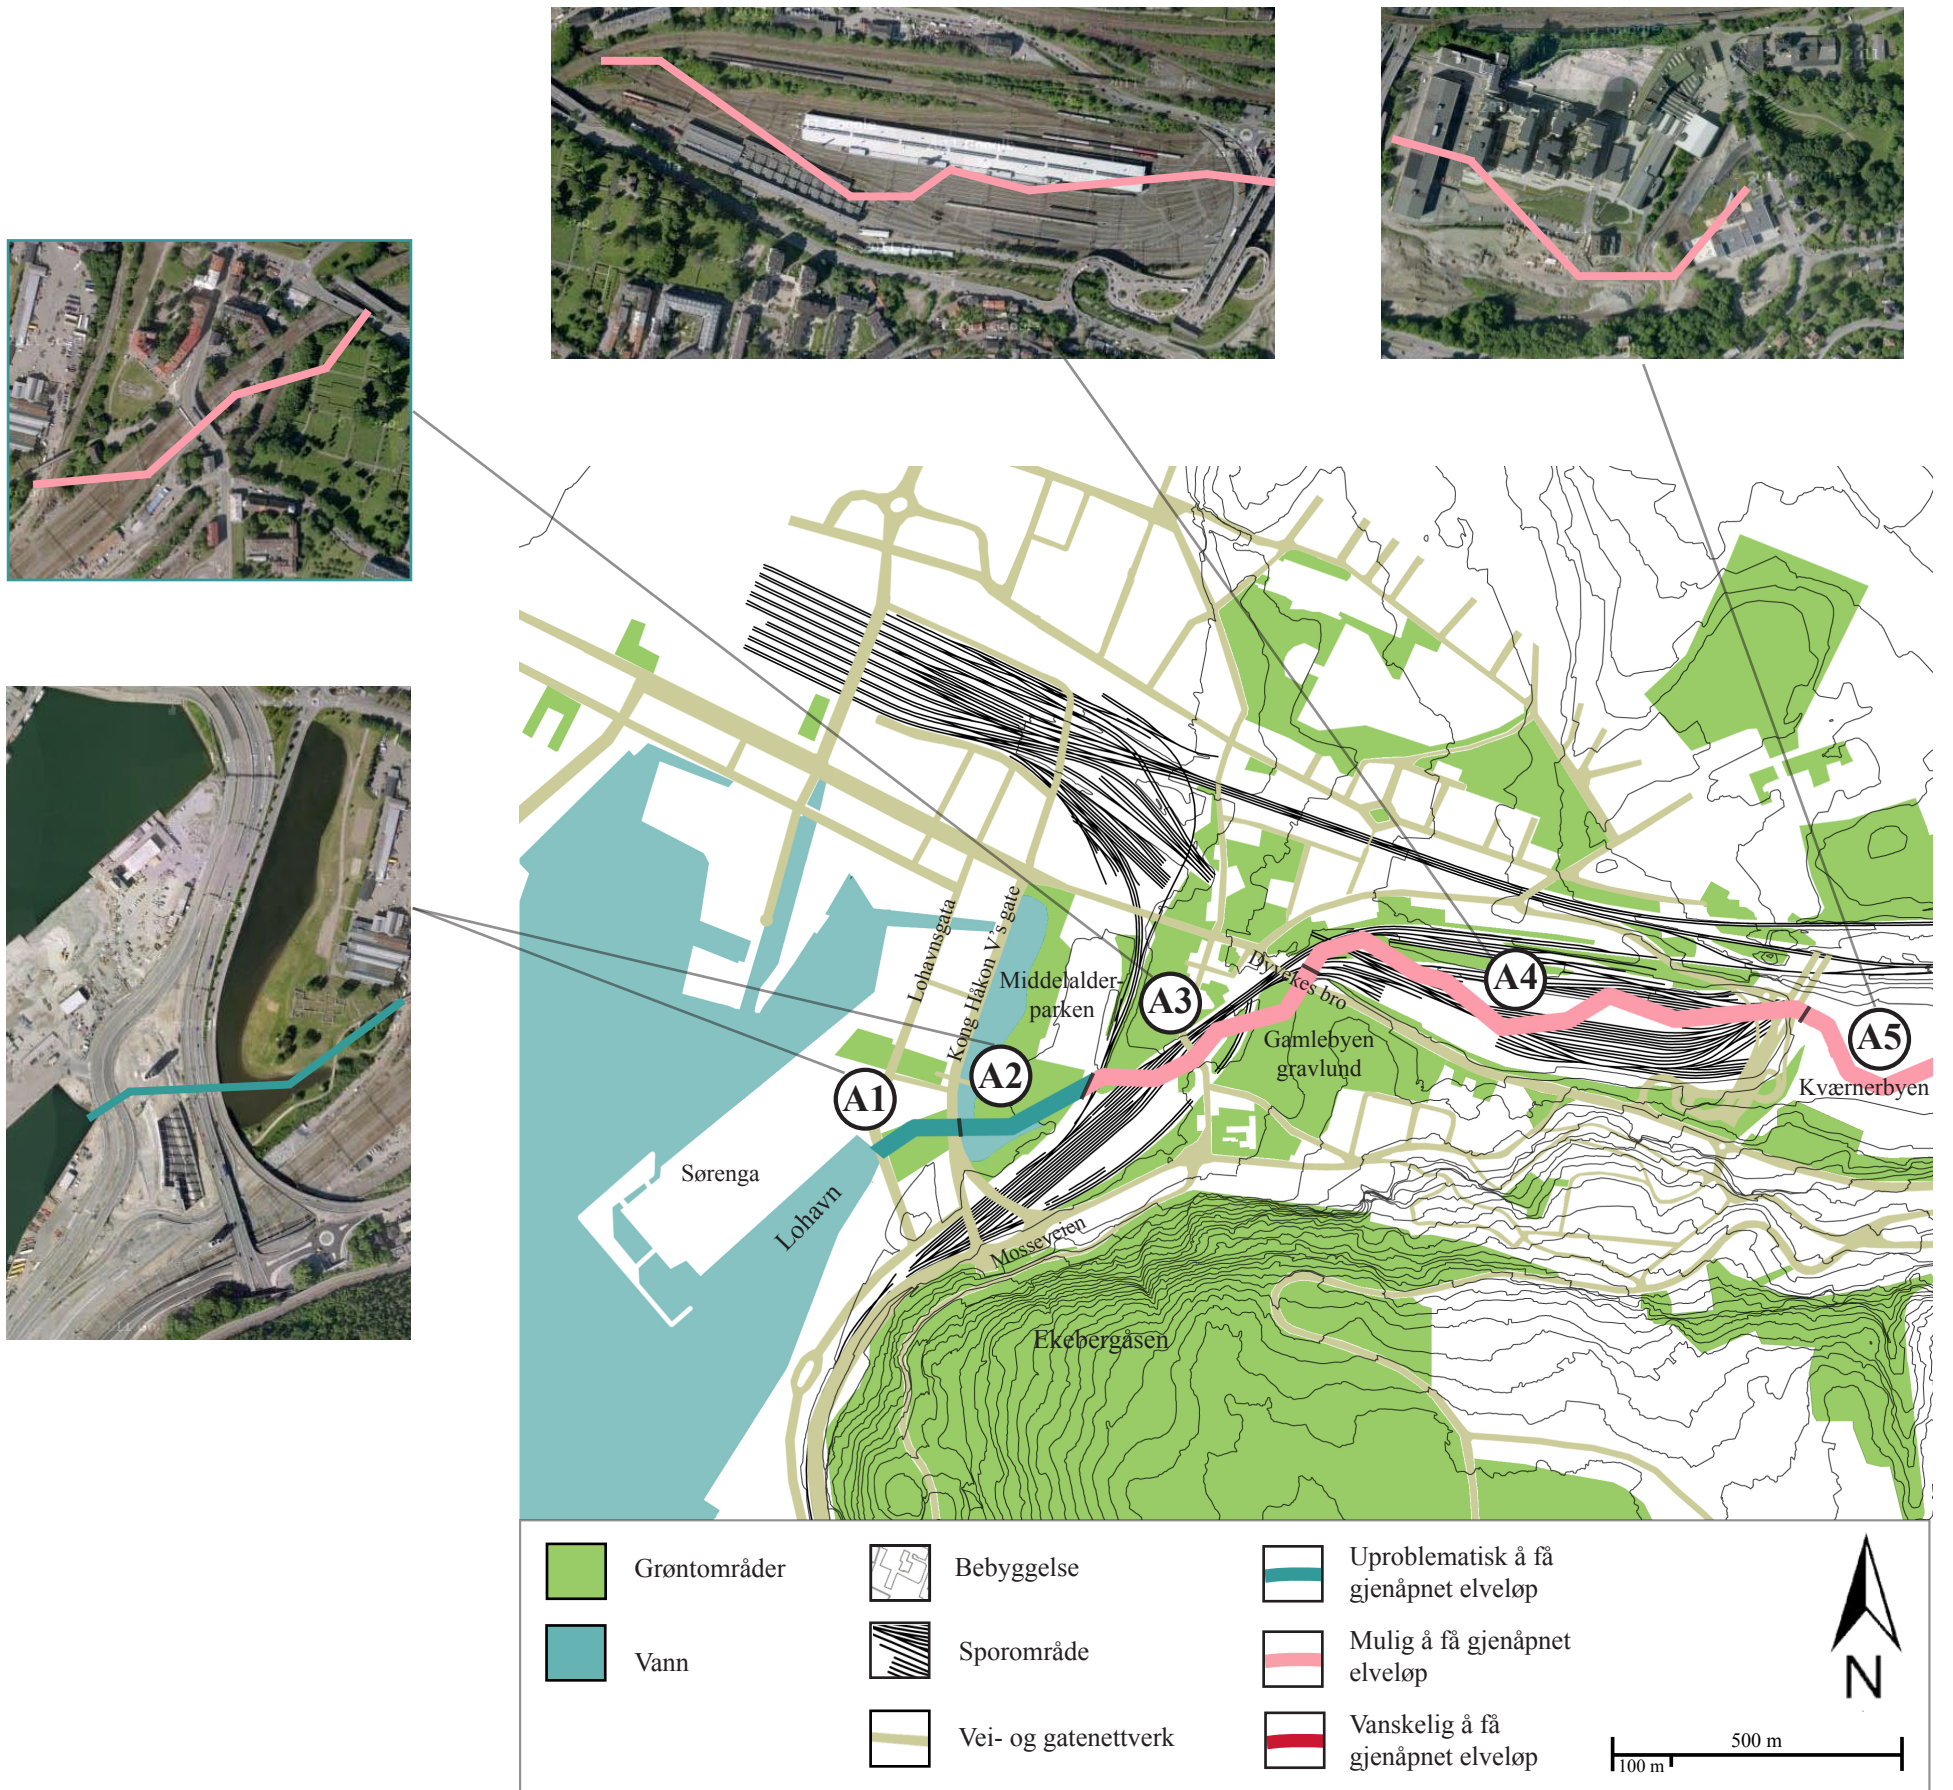 Lohavnsgata
Kong Håkon V's gate
Middelalder-
parken
Dyvekes bro
A4
A3
Gamlebyen
gravlund
A5
Kværnerbyen
A2
A1
Sørenga
Lohavn
Mosseveien
Ekebergåsen
Grøntområder
Bebyggelse
Uproblematisk å få
gjenåpnet elveløp
Vann
Sporområde
Mulig å få gjenåpnet
elveløp
Vei- og gatenettverk
Vanskelig å få
gjenåpnet elveløp
N
500 m
100 m